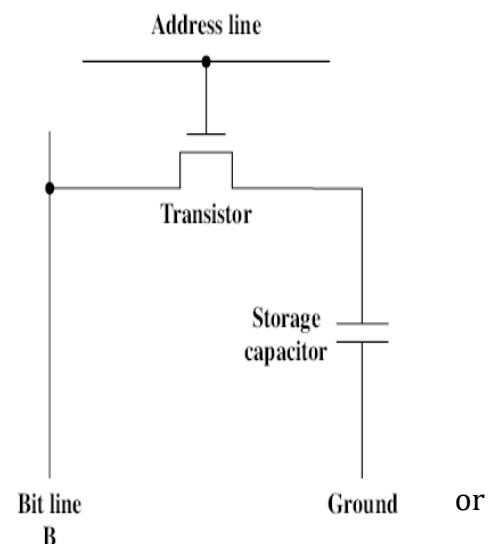 Address line
Transistor
Storage
capacitor
Bit line
B
Ground
or